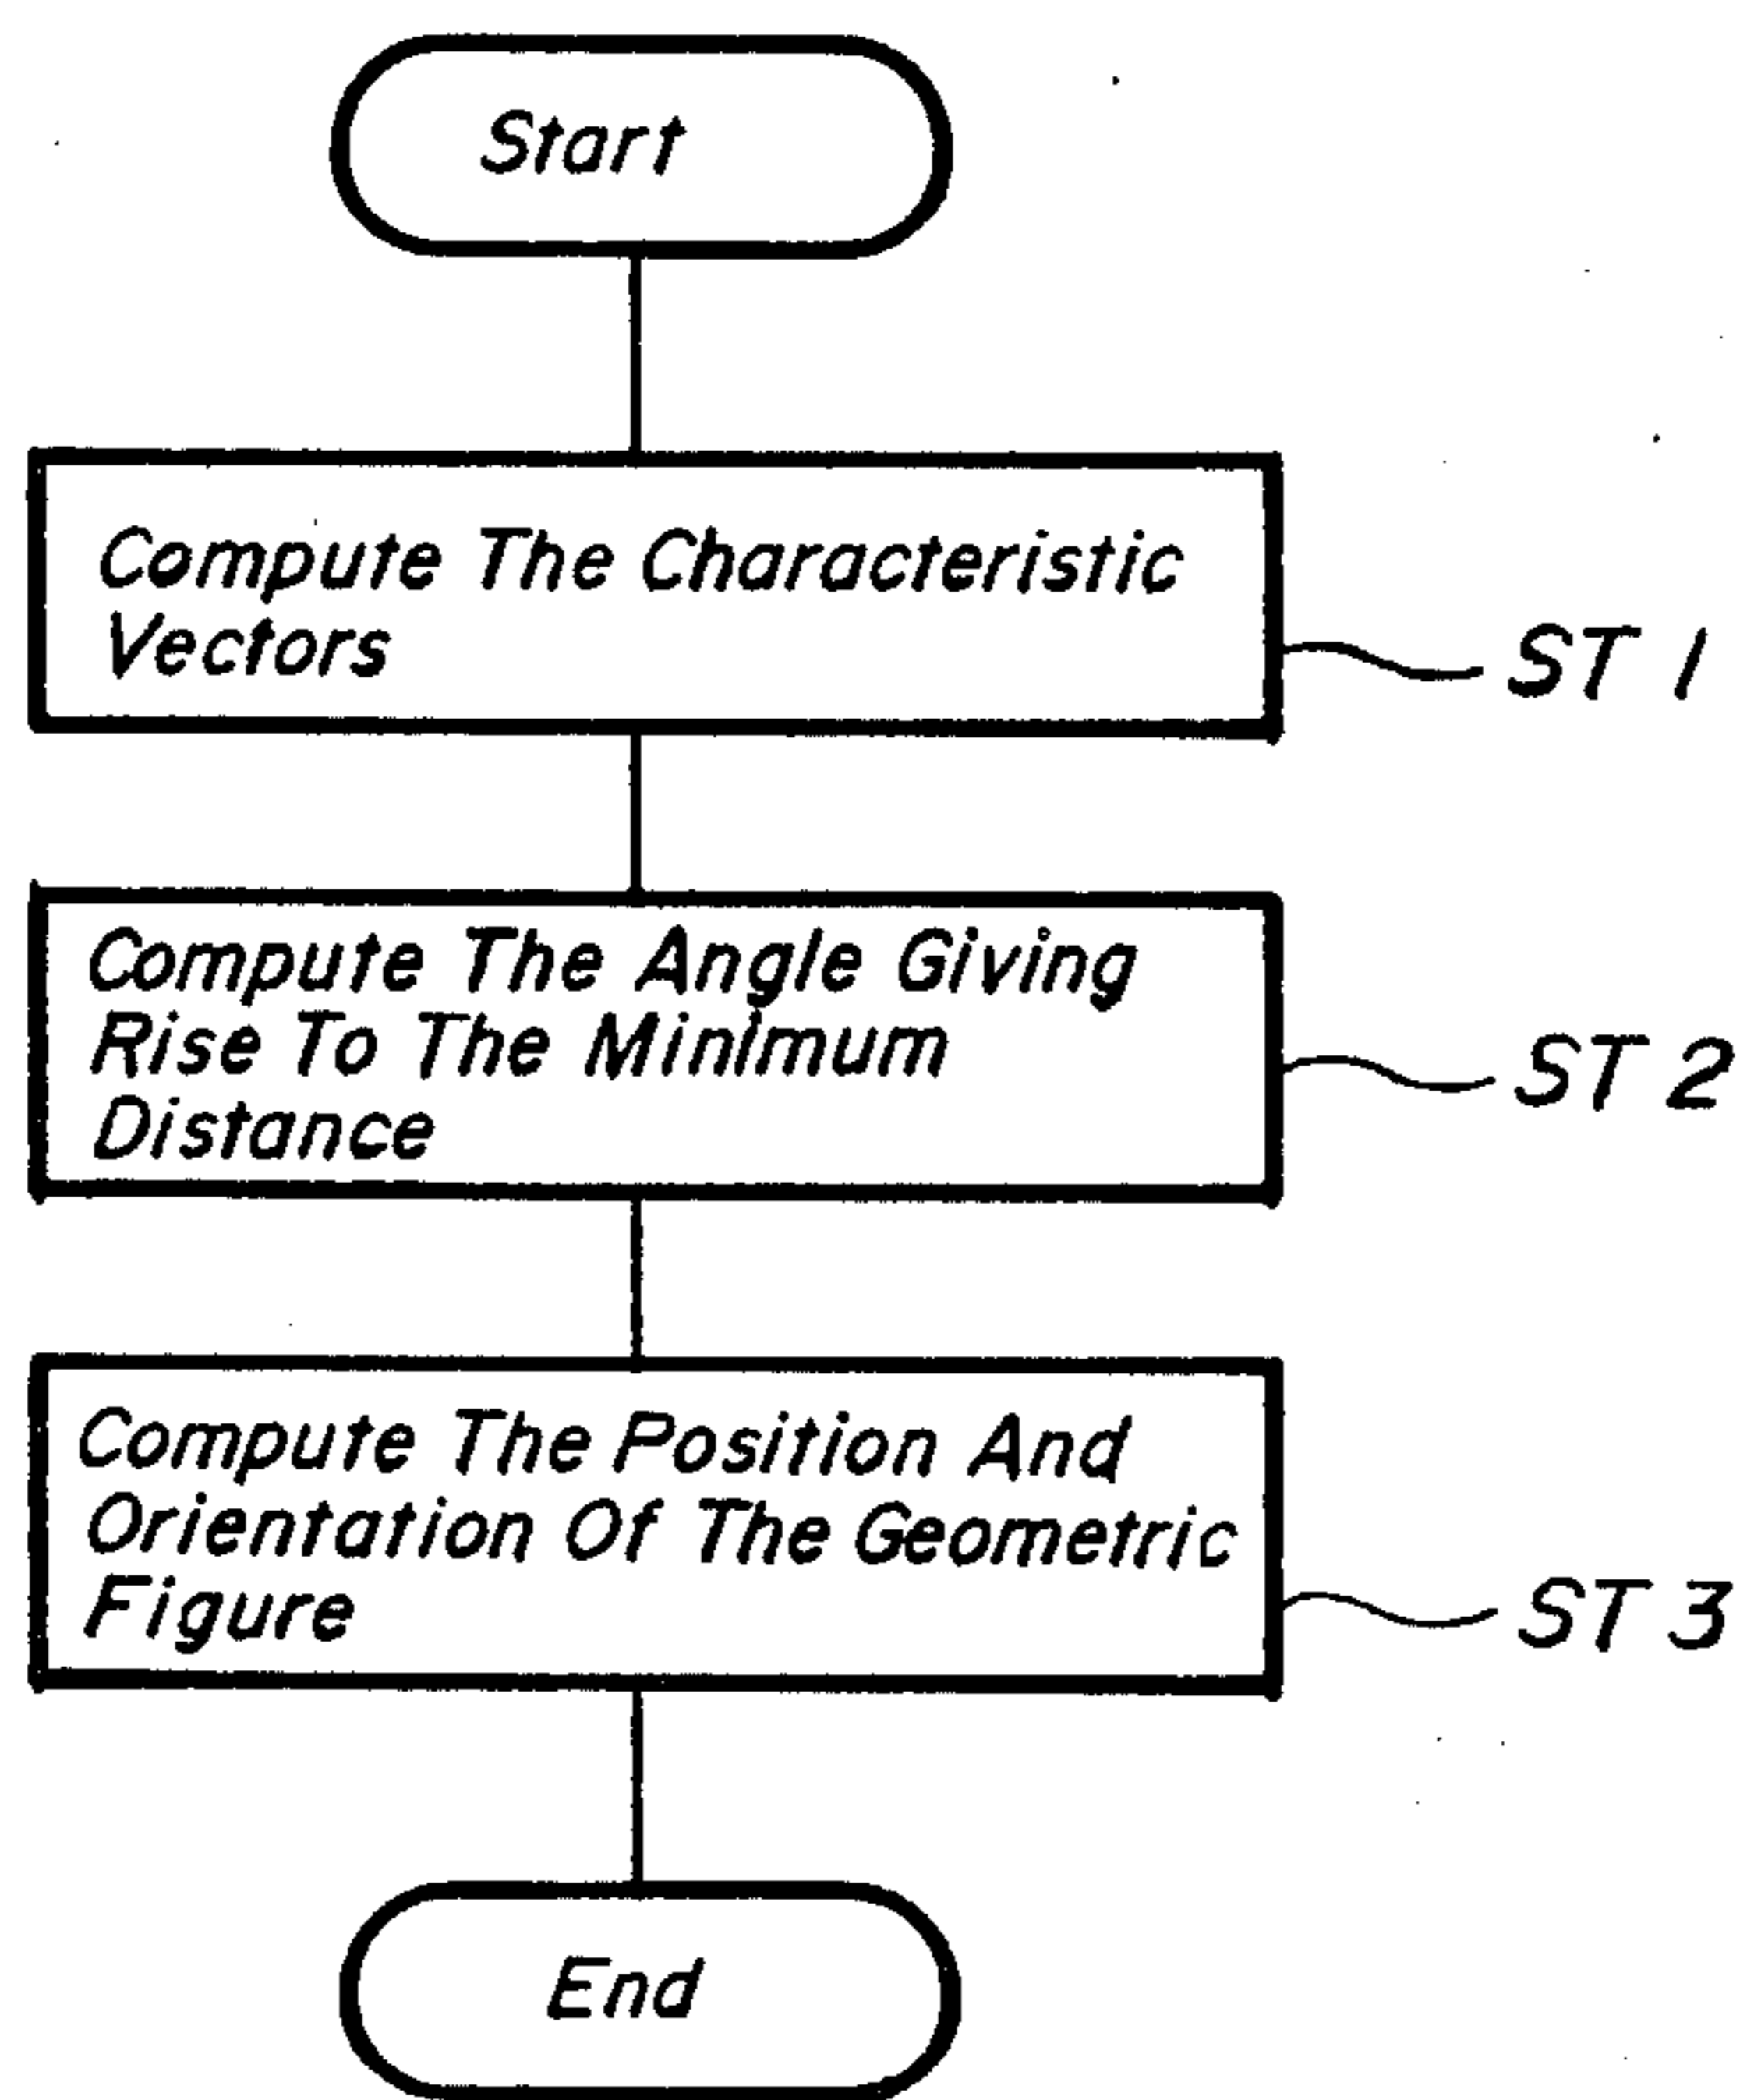 Start
Compute The Characteristic
Vectors
ST 1
Compute The Angle Giving
Rise To The Minimum
Distance
ST 2
Compute The Position And
Orientation Of The Geometric
Figure
ST 3
End